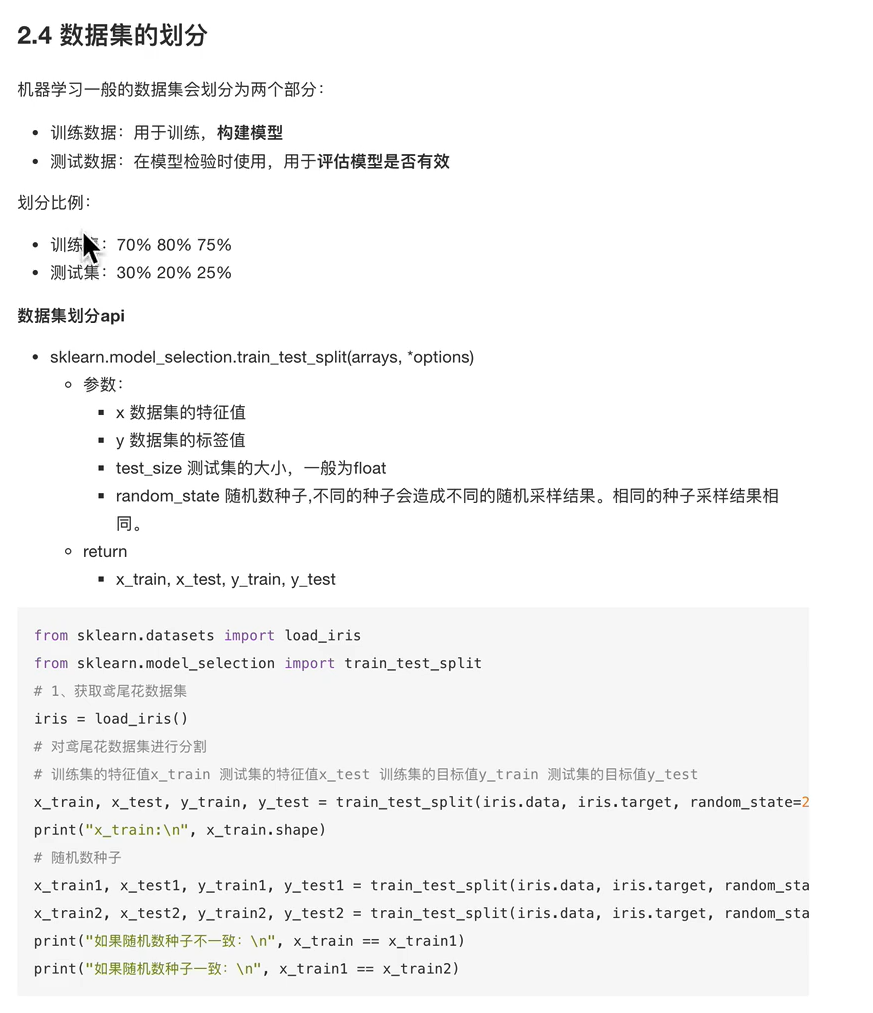 2.4 数据集的划分
机器学习一般的数据集会划分为两个部分：
• 训练数据：用于训练，构建模型
• 测试数据：在模型检验时使用，用于评估模型是否有效
划分比例：
• 训练：70% 80% 75%
• 测试集：30% 20% 25%
数据集划分api
• sklearn.model_selection.train_test_split(arrays, *options)
◦ 参数：
▪ x 数据集的特征值
▪ y 数据集的标签值
▪ test_size 测试集的大小，一般为float
▪ random_state 随机数种子,不同的种子会造成不同的随机采样结果。相同的种子采样结果相
同。
◦ return
▪ x_train, x_test, y_train, y_test
from sklearn.datasets import load_iris
from sklearn.model_selection import train_test_split
# 1、获取鸢尾花数据集
iris = load_iris()
# 对鸢尾花数据集进行分割
# 训练集的特征值x_train 测试集的特征值x_test 训练集的目标值y_train 测试集的目标值y_test
x_train, x_test, y_train, y_test = train_test_split(iris.data, iris.target, random_state=2
print("x_train:\n", x_train.shape)
# 随机数种子
x_train1, x_test1, y_train1, y_test1 = train_test_split(iris.data, iris.target, random_sta
x_train2, x_test2, y_train2, y_test2 = train_test_split(iris.data, iris.target, random_sta
print("如果随机数种子不一致：\n", x_train == x_train1)
print("如果随机数种子一致：\n", x_train1 == x_train2)